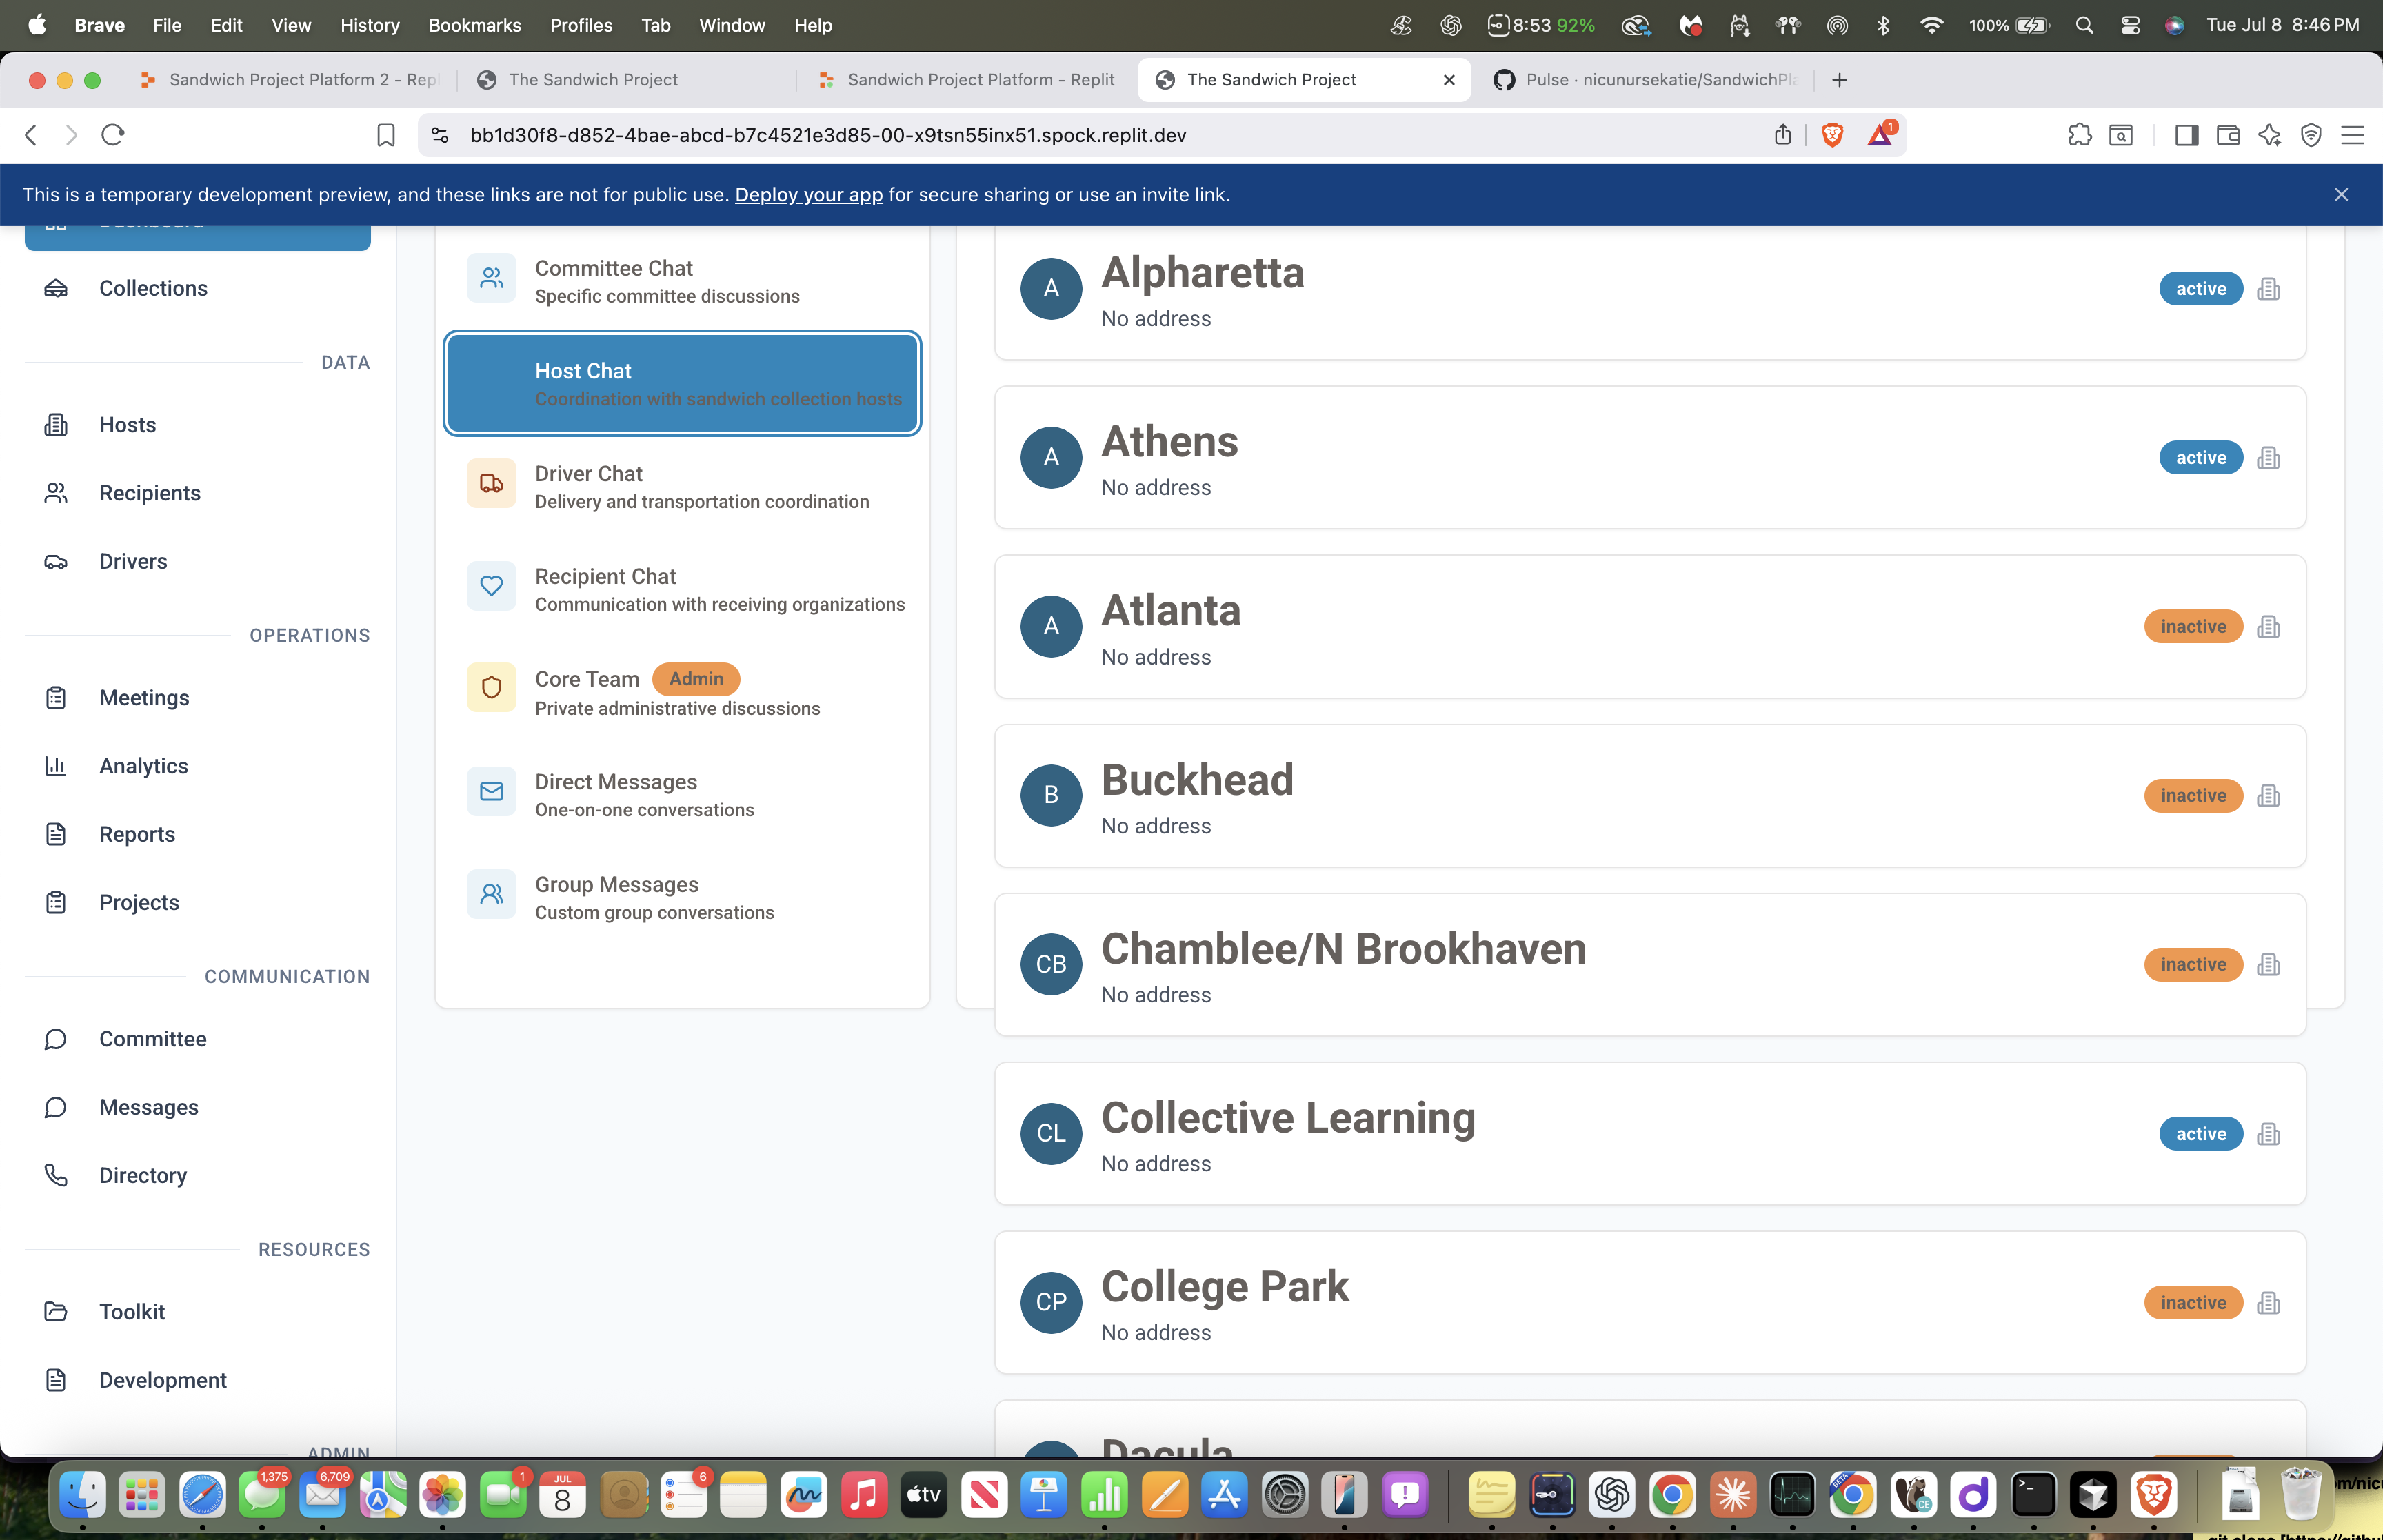 Brave File Edit View History Bookmarks Profiles Tab Window Help 8:53 92% 100% Tue Jul 8 8:46 PM
Sandwich Project Platform 2 - Repl The Sandwich Project Sandwich Project Platform - Replit The Sandwich Project Pulse · nicunursekatie/SandwichPla
bb1d30f8-d852-4bae-abcd-b7c4521e3d85-00-x9tsn55inx51.spock.replit.dev 1
This is a temporary development preview, and these links are not for public use. Deploy your app for secure sharing or use an invite link.
Dashboard
Collections
DATA
Hosts
Recipients
Drivers
OPERATIONS
Meetings
Analytics
Reports
Projects
COMMUNICATION
Committee
Messages
Directory
RESOURCES
Toolkit
Development
ADMIN
Committee Chat
Specific committee discussions
Host Chat
Coordination with sandwich collection hosts
Driver Chat
Delivery and transportation coordination
Recipient Chat
Communication with receiving organizations
Core Team Admin
Private administrative discussions
Direct Messages
One-on-one conversations
Group Messages
Custom group conversations
A Alpharetta active
No address
A Athens active
No address
A Atlanta inactive
No address
B Buckhead inactive
No address
CB Chamblee/N Brookhaven inactive
No address
CL Collective Learning active
No address
CP College Park inactive
No address
Dacula
1,375 6,709 1 JUL 8 6 tv CE BETA